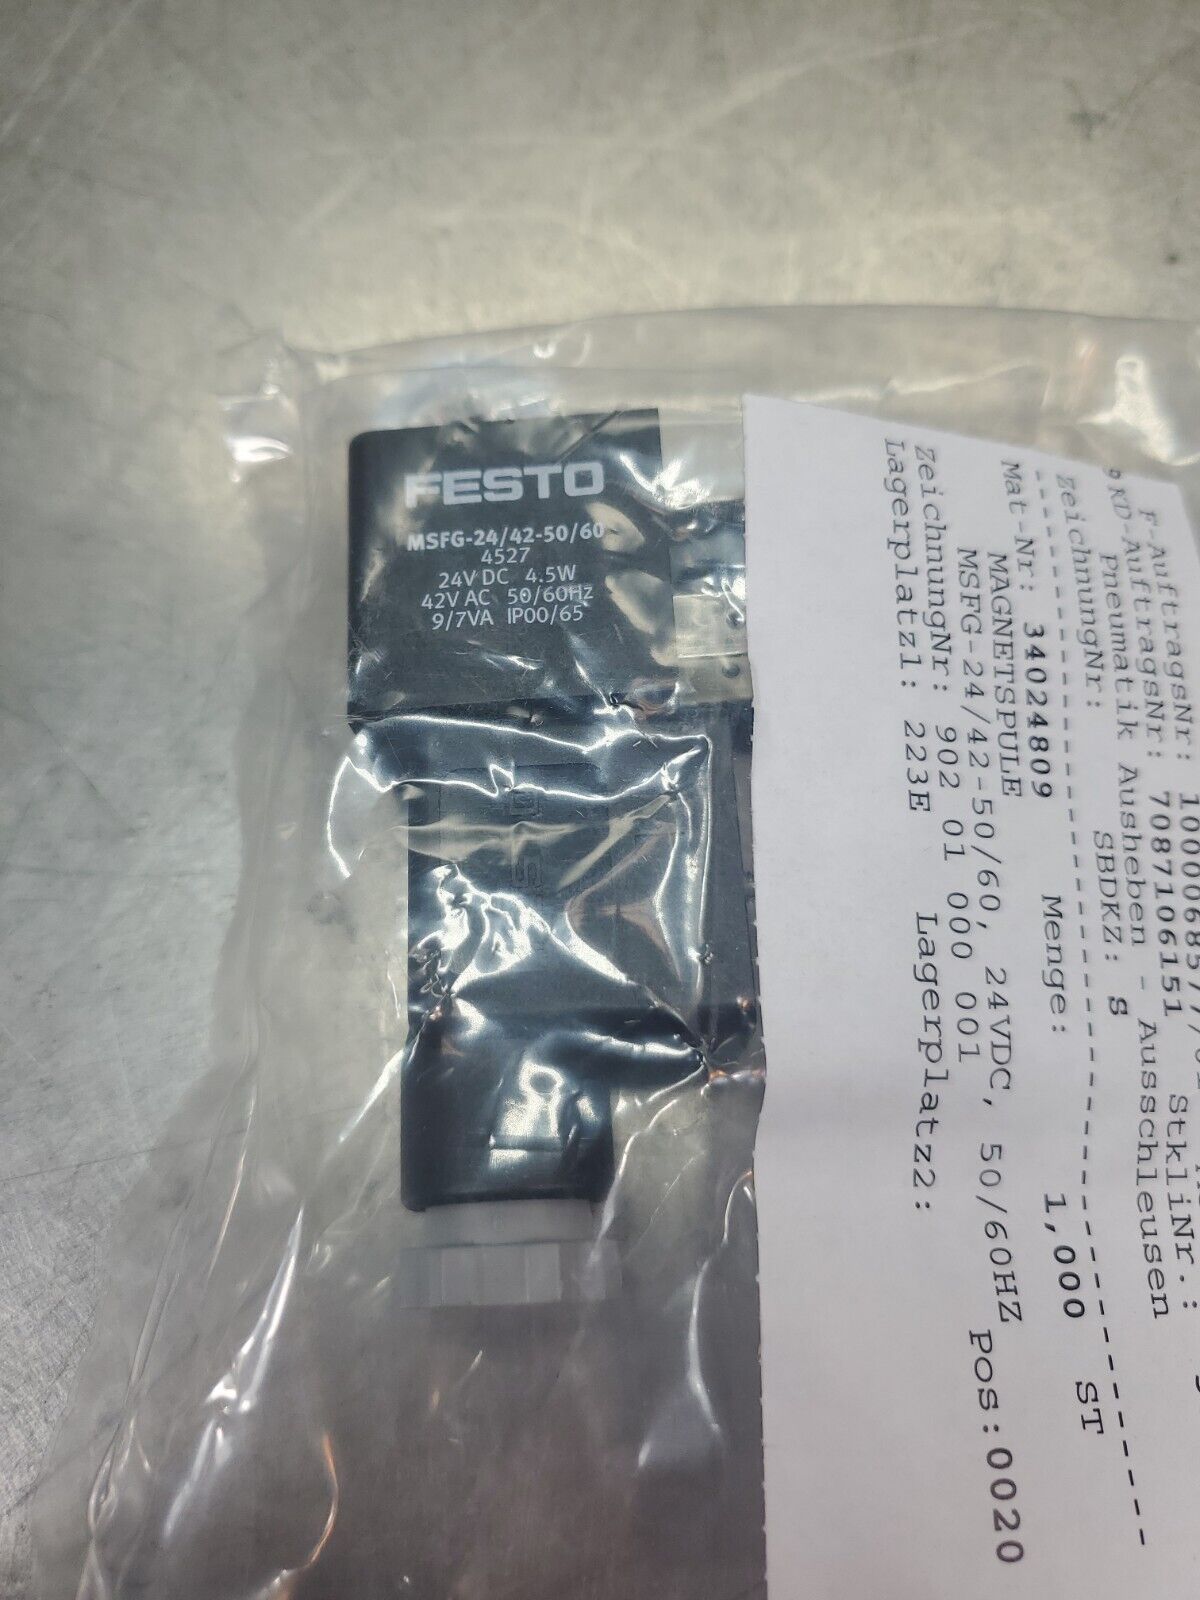 FESTO
MSFG-24/42-50/60
4527
24V DC 4.5W
42V AC 50/60Hz
9/7VA IP00/65
F-AuftragsNr:
KD-AuftragsNr: 7087106151 StkliNr.:
Pneumatik Ausheben - Ausschleusen
ZeichnungNr: SBDKZ: S
Mat-Nr: 34024809 Menge: 1,000 ST
MAGNETSPULE
MSFG-24/42-50/60, 24VDC, 50/60HZ POS:0020
ZeichnungNr: 902 01 000 001
Lagerplatz1: 223E Lagerplatz2: